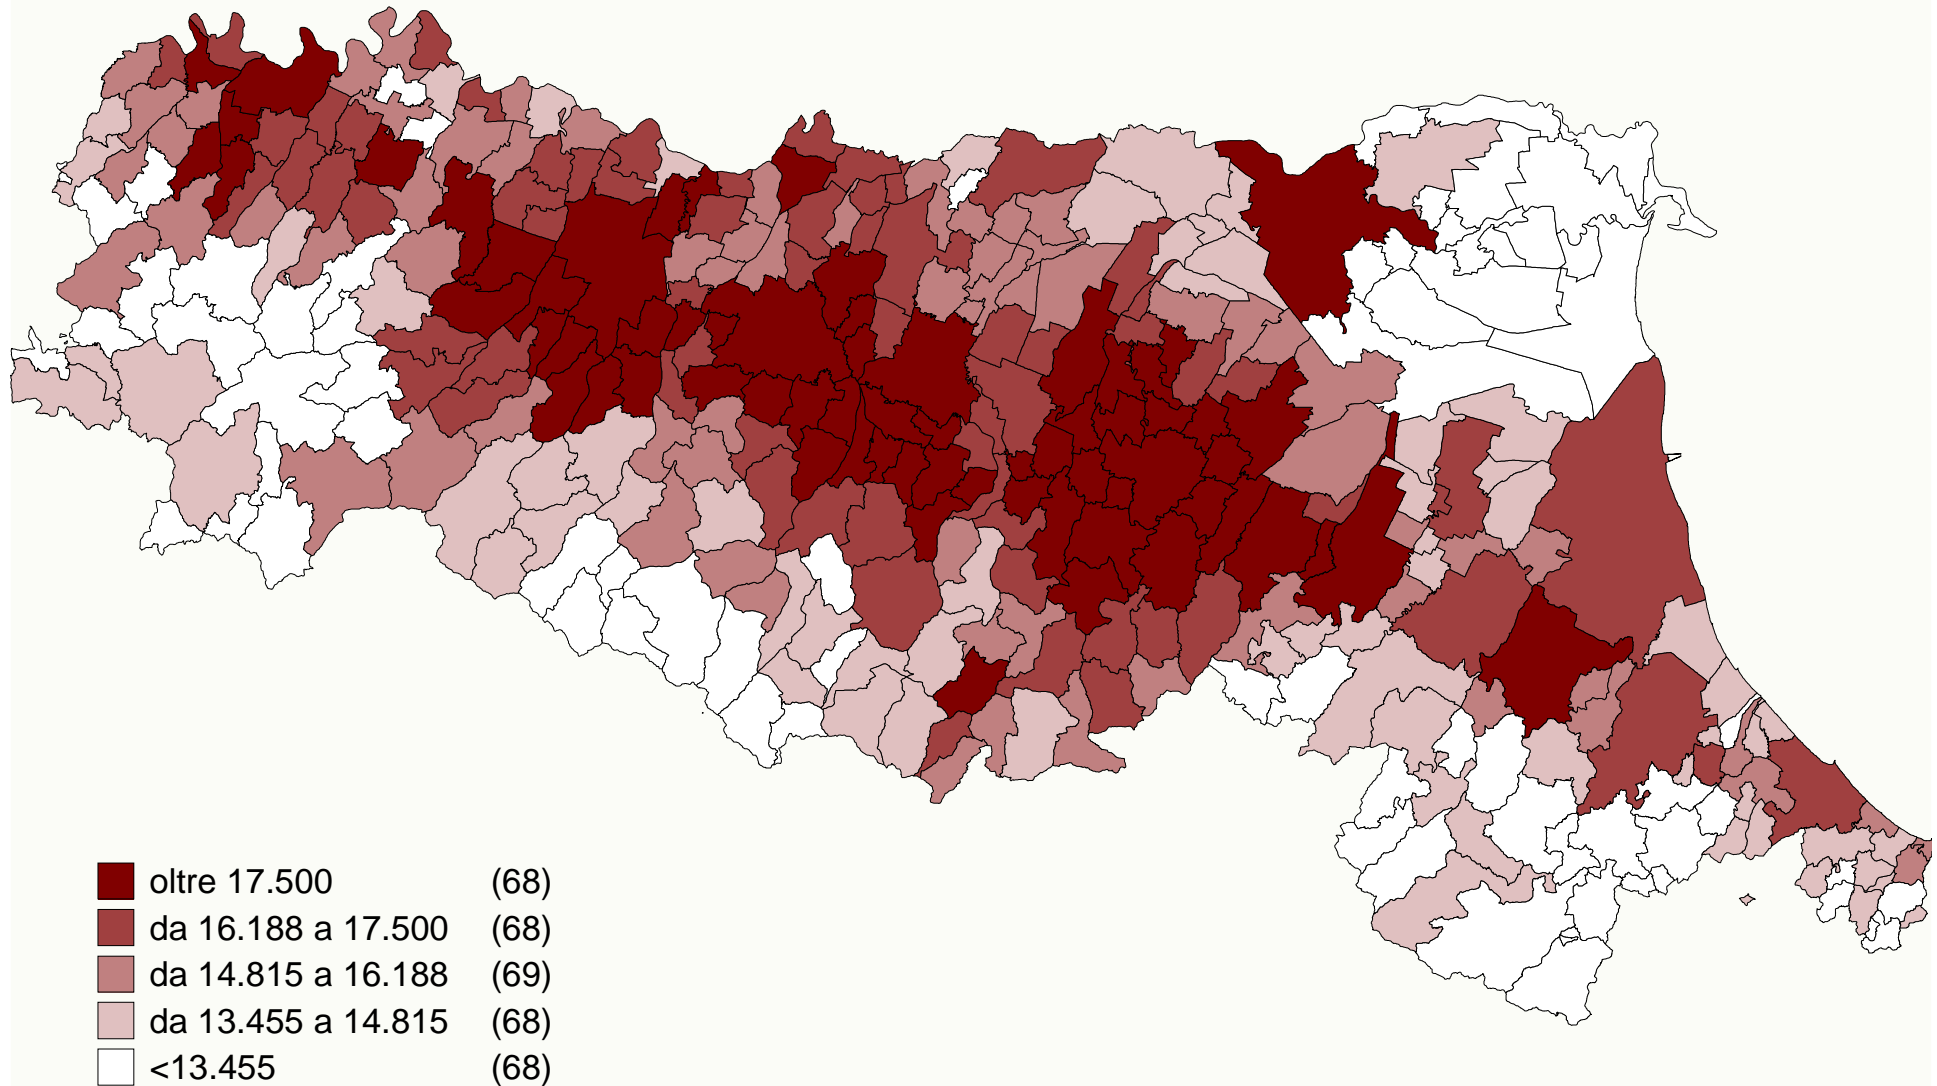 oltre 17.500 (68)
da 16.188 a 17.500 (68)
da 14.815 a 16.188 (69)
da 13.455 a 14.815 (68)
<13.455 (68)